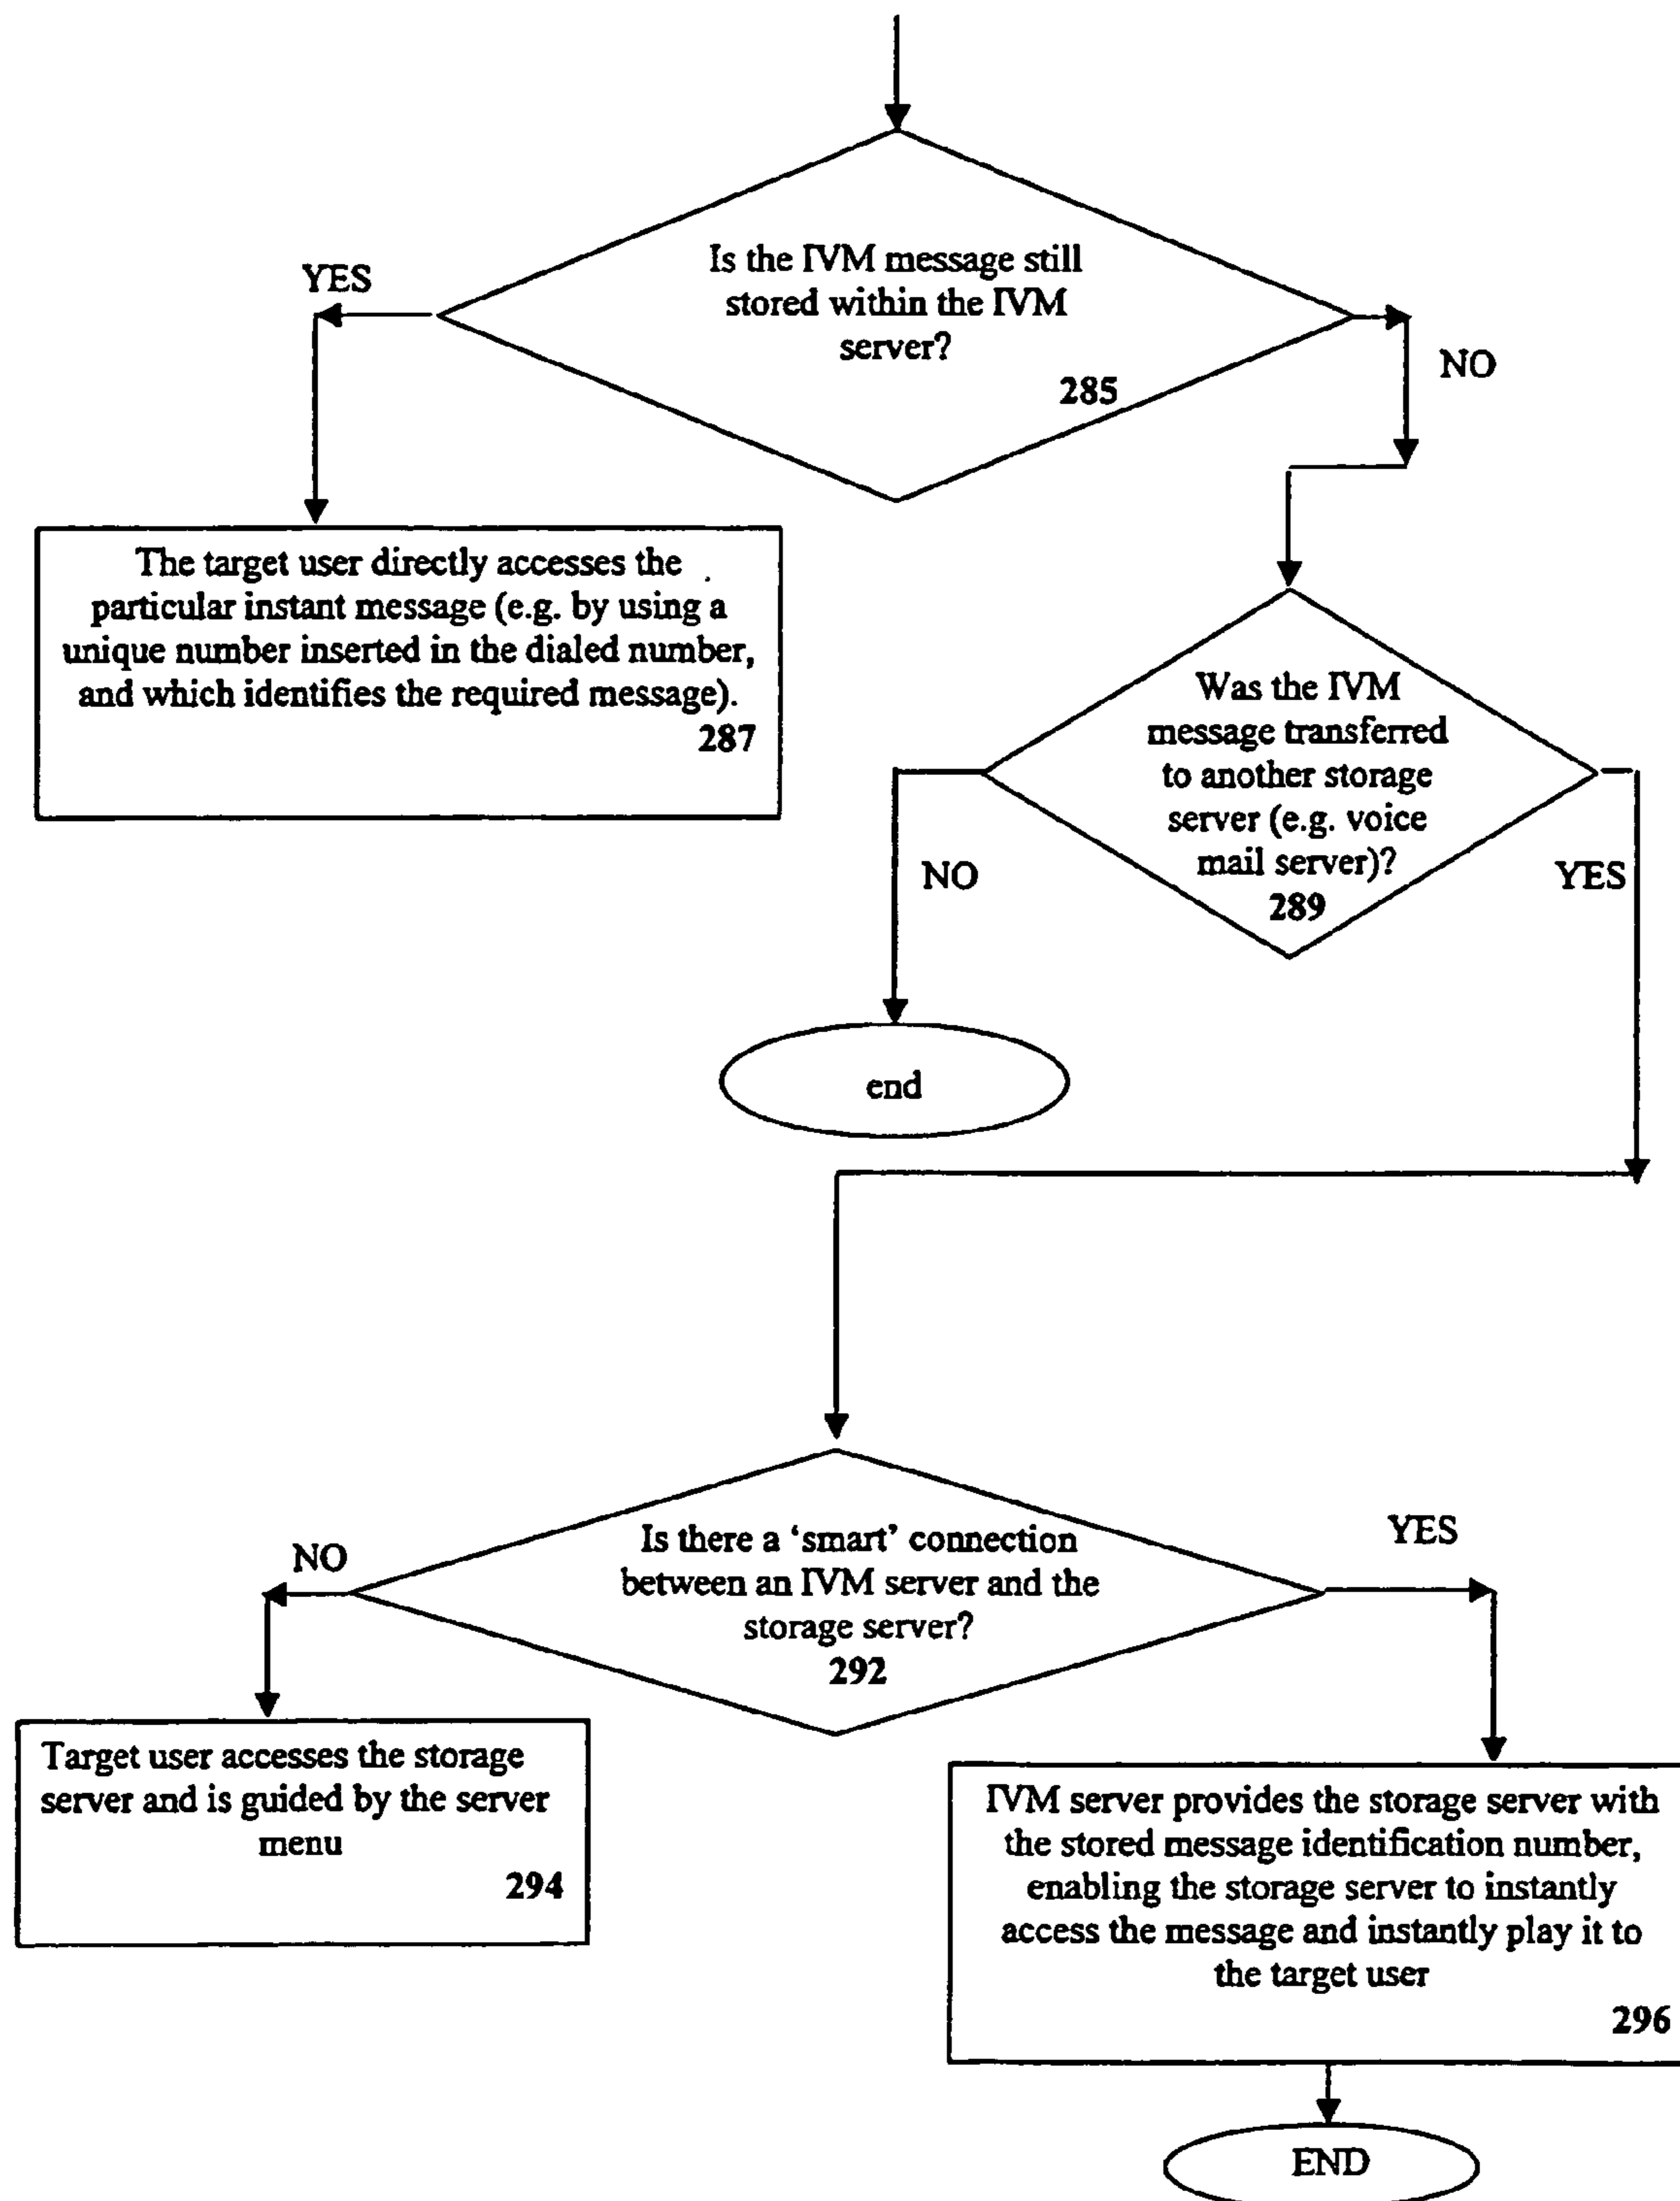 Is the IVM message still
stored within the IVM
server?
285
YES
NO
The target user directly accesses the
particular instant message (e.g. by using a
unique number inserted in the dialed number,
and which identifies the required message).
287
Was the IVM
message transferred
to another storage
server (e.g. voice
mail server)?
289
NO
YES
end
Is there a ‘smart’ connection
between an IVM server and the
storage server?
292
NO
YES
Target user accesses the storage
server and is guided by the server
menu
294
IVM server provides the storage server with
the stored message identification number,
enabling the storage server to instantly
access the message and instantly play it to
the target user
296
END